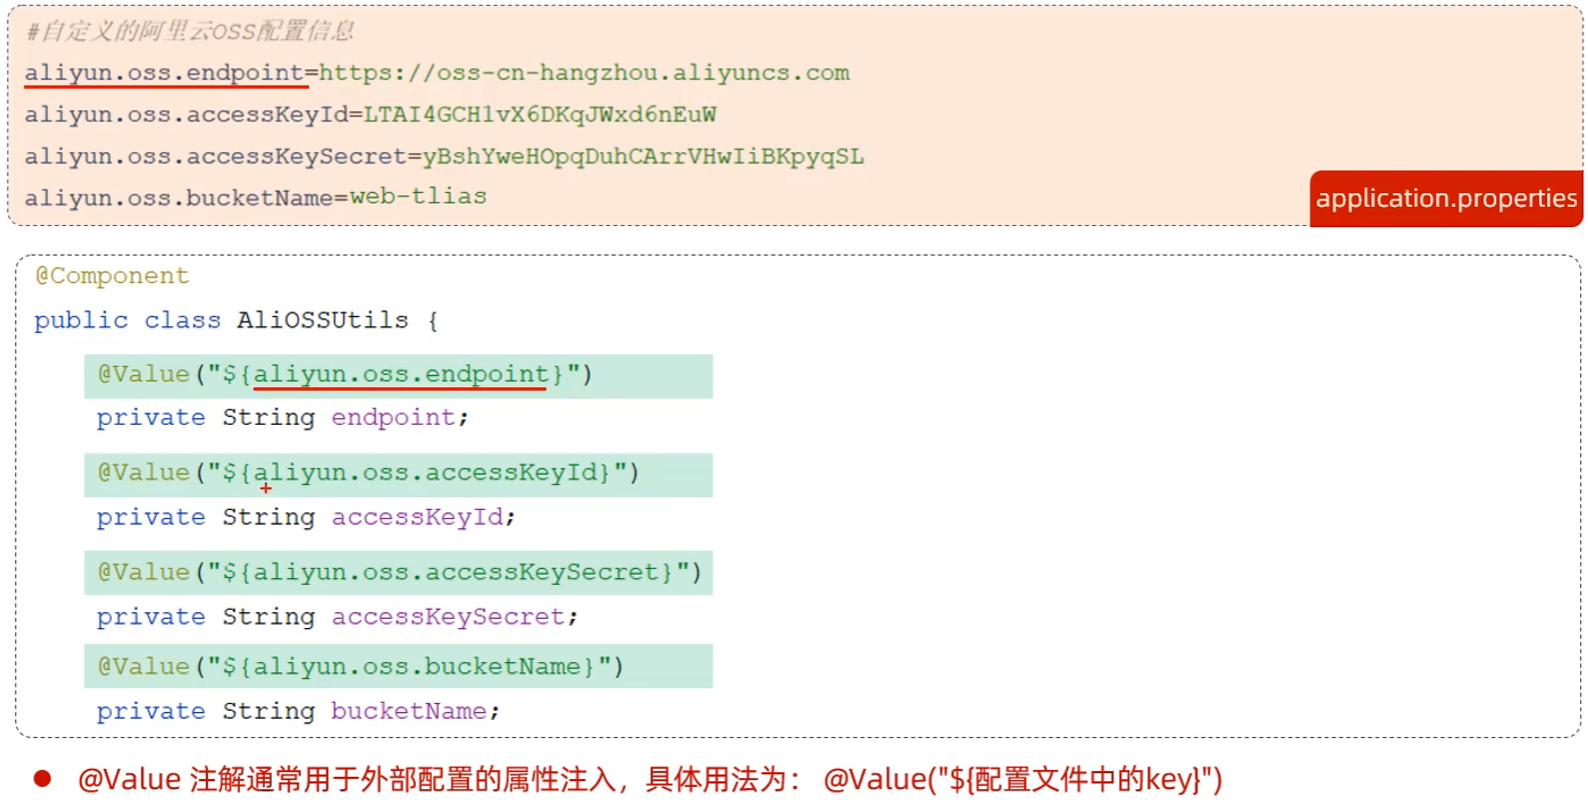 #自定义的阿里云OSS配置信息
aliyun.oss.endpoint=https://oss-cn-hangzhou.aliyuncs.com
aliyun.oss.accessKeyId=LTAI4GCH1vX6DKqJWxd6nEuW
aliyun.oss.accessKeySecret=yBshYweHOpqDuhCArrVHwIiBKpyqSL
aliyun.oss.bucketName=web-tlias
application.properties
@Component
public class AliOSSUtils {
@Value("${aliyun.oss.endpoint}")
private String endpoint;
@Value("${aliyun.oss.accessKeyId}")
private String accessKeyId;
@Value("${aliyun.oss.accessKeySecret}")
private String accessKeySecret;
@Value("${aliyun.oss.bucketName}")
private String bucketName;
● @Value 注解通常用于外部配置的属性注入，具体用法为： @Value("${配置文件中的key}")